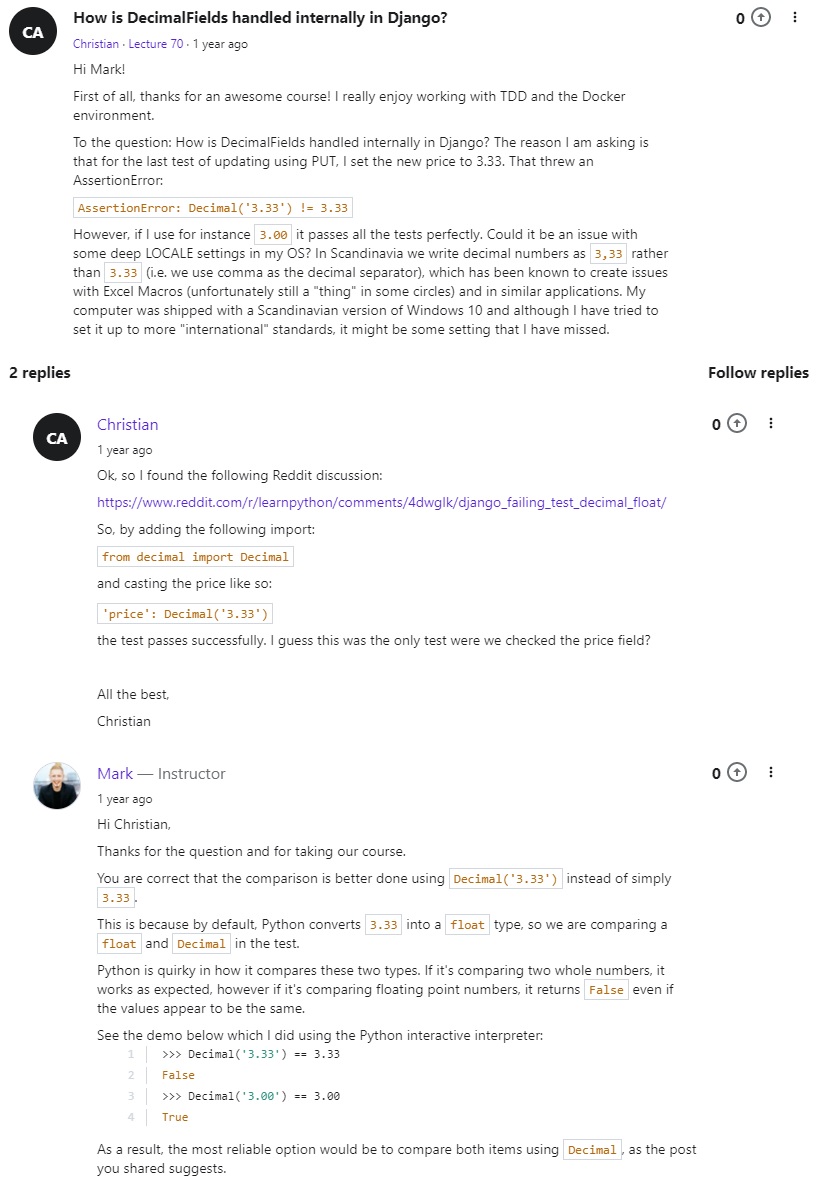 CA
How is DecimalFields handled internally in Django?
0
Christian · Lecture 70 · 1 year ago
Hi Mark!
First of all, thanks for an awesome course! I really enjoy working with TDD and the Docker
environment.
To the question: How is DecimalFields handled internally in Django? The reason I am asking is
that for the last test of updating using PUT, I set the new price to 3.33. That threw an
AssertionError:
AssertionError: Decimal('3.33') != 3.33
However, if I use for instance 3.00 it passes all the tests perfectly. Could it be an issue with
some deep LOCALE settings in my OS? In Scandinavia we write decimal numbers as 3,33 rather
than 3.33 (i.e. we use comma as the decimal separator), which has been known to create issues
with Excel Macros (unfortunately still a "thing" in some circles) and in similar applications. My
computer was shipped with a Scandinavian version of Windows 10 and although I have tried to
set it up to more "international" standards, it might be some setting that I have missed.
2 replies
Follow replies
CA
Christian
0
1 year ago
Ok, so I found the following Reddit discussion:
https://www.reddit.com/r/learnpython/comments/4dwglk/django_failing_test_decimal_float/
So, by adding the following import:
from decimal import Decimal
and casting the price like so:
'price': Decimal('3.33')
the test passes successfully. I guess this was the only test were we checked the price field?
All the best,
Christian
Mark — Instructor
0
1 year ago
Hi Christian,
Thanks for the question and for taking our course.
You are correct that the comparison is better done using Decimal('3.33') instead of simply
3.33.
This is because by default, Python converts 3.33 into a float type, so we are comparing a
float and Decimal in the test.
Python is quirky in how it compares these two types. If it's comparing two whole numbers, it
works as expected, however if it's comparing floating point numbers, it returns False even if
the values appear to be the same.
See the demo below which I did using the Python interactive interpreter:
1 >>> Decimal('3.33') == 3.33
2 False
3 >>> Decimal('3.00') == 3.00
4 True
As a result, the most reliable option would be to compare both items using Decimal, as the post
you shared suggests.